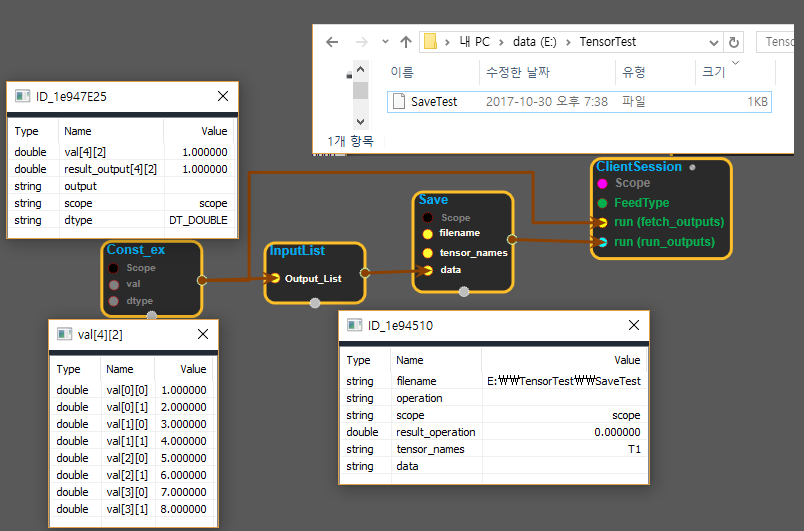 내 PC > data (E:) > TensorTest
Tenso
이름 수정한 날짜 유형 크기
SaveTest 2017-10-30 오후 7:38 파일 1KB
1개 항목
ID_1e947E25
Type Name Value
double val[4][2] 1.000000
double result_output[4][2] 1.000000
string output
string scope scope
string dtype DT_DOUBLE
ClientSession
Scope
FeedType
run (fetch_outputs)
run (run_outputs)
Save
Scope
filename
tensor_names
data
Const_ex
Scope
val
dtype
InputList
Output_List
val[4][2]
Type Name Value
double val[0][0] 1.000000
double val[0][1] 2.000000
double val[1][0] 3.000000
double val[1][1] 4.000000
double val[2][0] 5.000000
double val[2][1] 6.000000
double val[3][0] 7.000000
double val[3][1] 8.000000
ID_1e94510
Type Name Value
string filename E:₩₩TensorTest₩₩SaveTest
string operation
string scope scope
double result_operation 0.000000
string tensor_names T1
string data